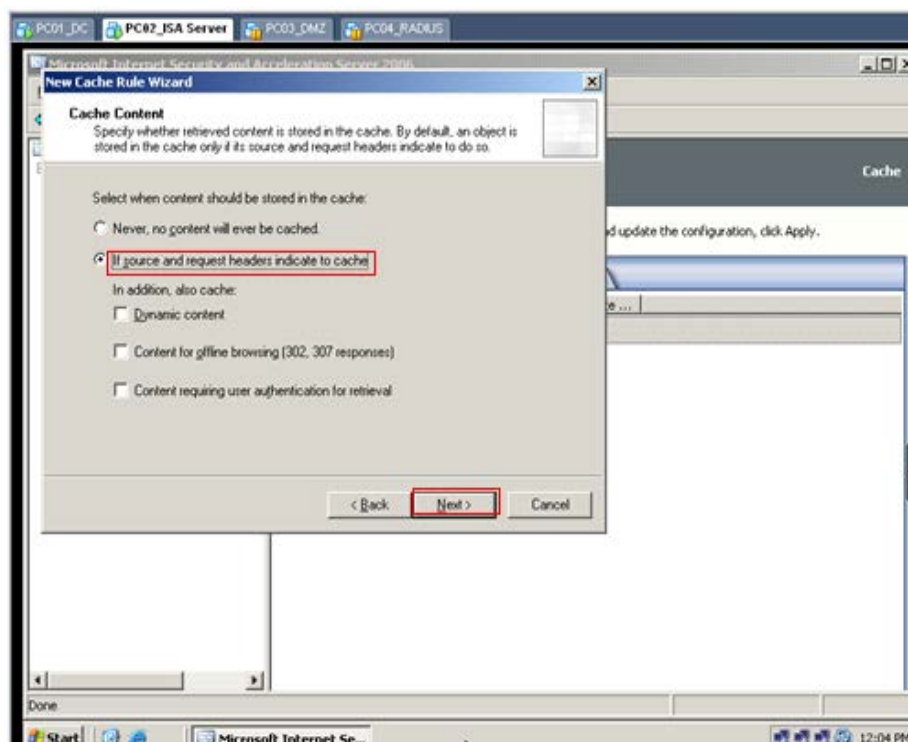 PC01_DC PC02_ISA Server PC03_DMZ PC04_RADIUS
Microsoft Internet Security and Acceleration Server 2006
New Cache Rule Wizard
Cache Content
Specify whether retrieved content is stored in the cache. By default, an object is
stored in the cache only if its source and request headers indicate to do so.
Cache
Select when content should be stored in the cache:
Never, no content will ever be cached.
d update the configuration, click Apply.
If source and request headers indicate to cache
In addition, also cache:
Dynamic content
Content for offline browsing (302, 307 responses)
Content requiring user authentication for retrieval
< Back Next > Cancel
Done
Start Microsoft Internet Se... 12:04 PM